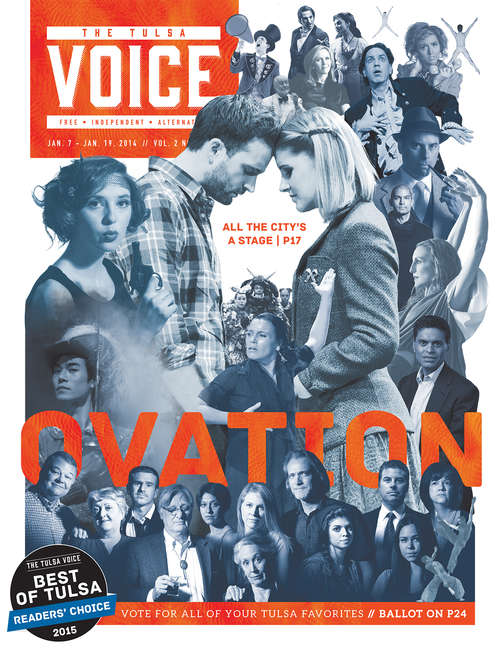 THE TULSA
VOICE
FREE • INDEPENDENT •
JAN. 7 - JAN. 19, 2014 // VOL. 2
ALL THE CITY'S
A STAGE | P17
OVATION
THE TULSA VOICE
BEST
OF TULSA
READERS' CHOICE
2015
VOTE FOR ALL OF YOUR TULSA FAVORITES // BALLOT ON P24